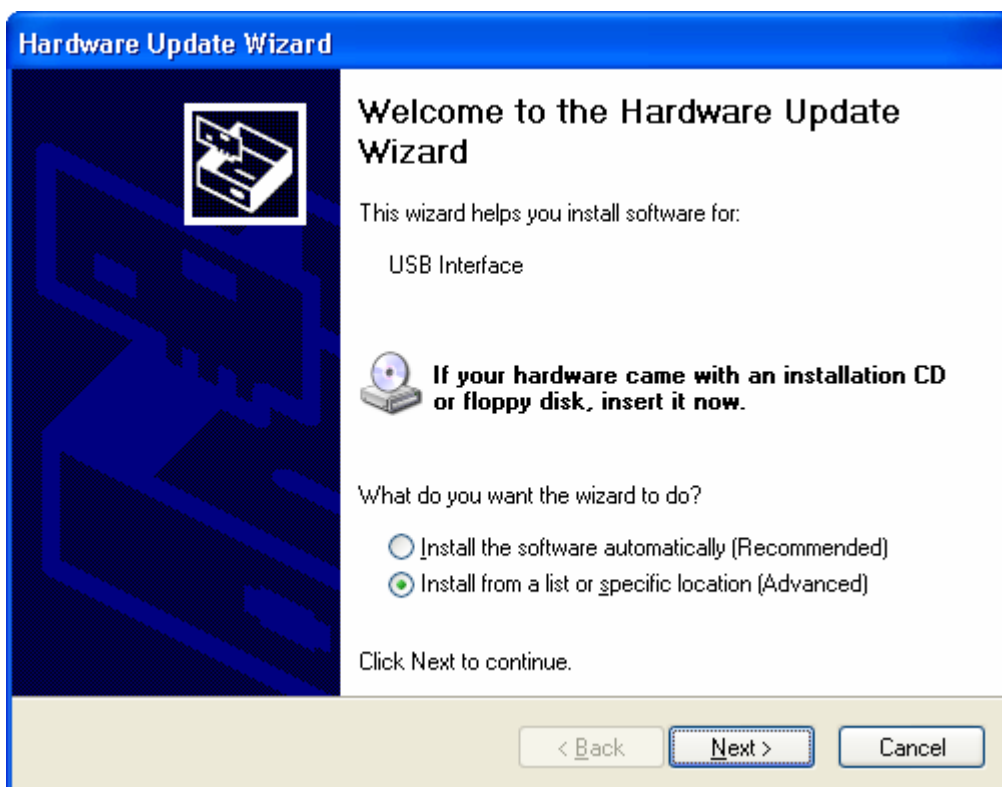 Hardware Update Wizard
Welcome to the Hardware Update
Wizard
This wizard helps you install software for:
USB Interface
If your hardware came with an installation CD
or floppy disk, insert it now.
What do you want the wizard to do?
Install the software automatically (Recommended)
Install from a list or specific location (Advanced)
Click Next to continue.
< Back
Next >
Cancel